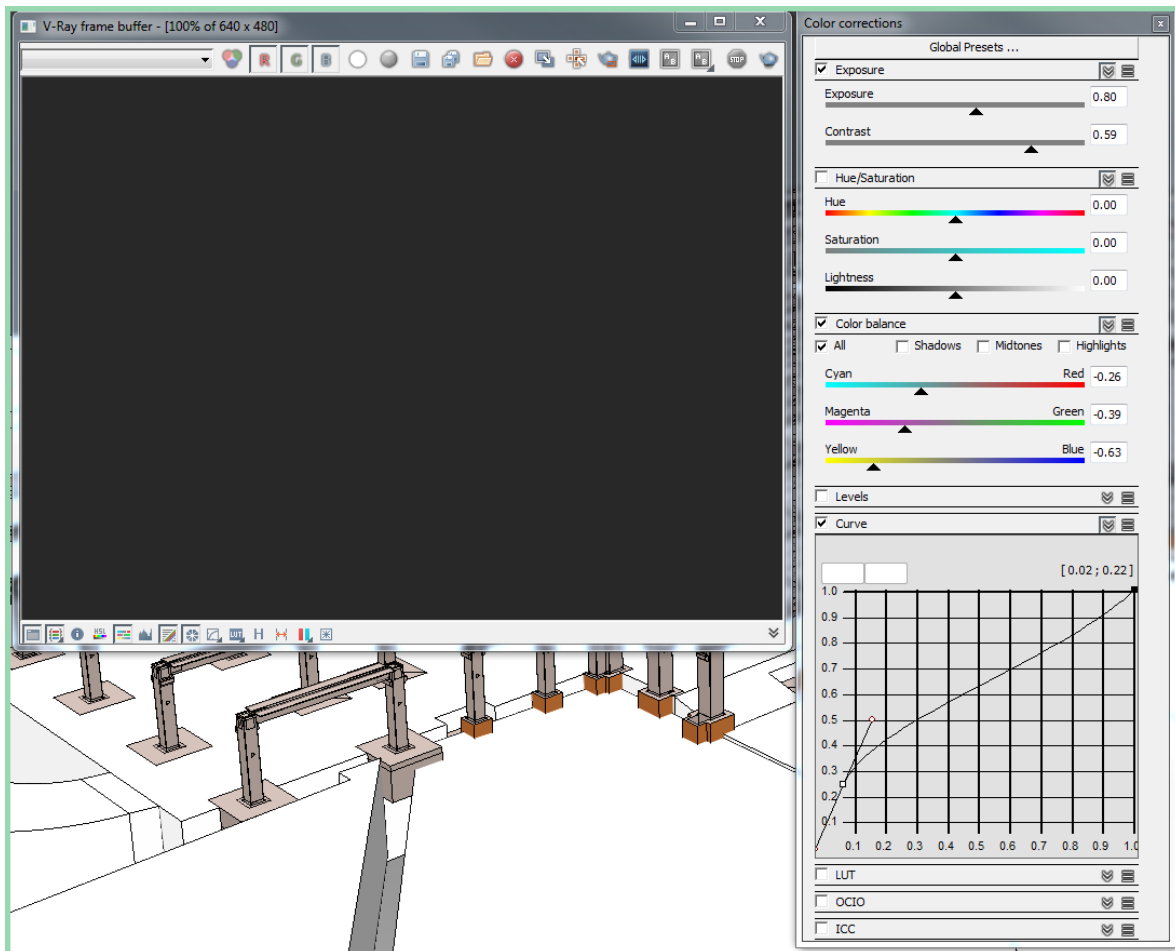 V-Ray frame buffer - [100% of 640 x 480]
R G B
STOP
HSL
LUT
H
Color corrections
Global Presets ...
Exposure
Exposure
0.80
Contrast
0.59
Hue/Saturation
Hue
0.00
Saturation
0.00
Lightness
0.00
Color balance
All Shadows Midtones Highlights
Cyan Red -0.26
Magenta Green -0.39
Yellow Blue -0.63
Levels
Curve
[ 0.02 ; 0.22 ]
1.0
0.9
0.8
0.7
0.6
0.5
0.4
0.3
0.2
0.1
0.1 0.2 0.3 0.4 0.5 0.6 0.7 0.8 0.9 1.0
LUT
OCIO
ICC